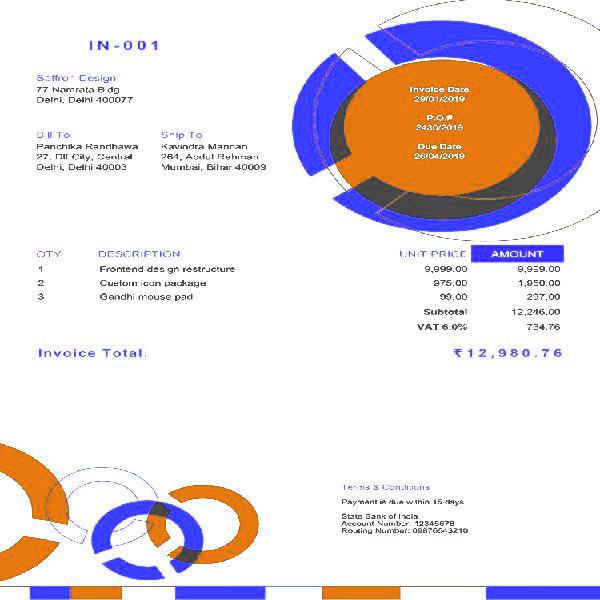 IN-001
Saffron Design
77 Namrata Bldg
Delhi, Delhi 400077
Bill To
Panchika Randhawa
27, Dlf City, Central
Delhi, Delhi 40003
Ship To
Kavindra Mannan
264, Abdul Rehman
Mumbai, Bihar 40009
Invoice Date
29/01/2019
P.O.#
2430/2019
Due Date
26/04/2019
QTY DESCRIPTION UNIT PRICE AMOUNT
1 Frontend design restructure 9,999.00 9,999.00
2 Custom icon package 975.00 1,950.00
3 Gandhi mouse pad 99.00 297.00
Subtotal 12,246.00
VAT 6.0% 734.76
Invoice Total: ₹12,980.76
Terms & Conditions
Payment is due within 15 days
State Bank of India
Account Number: 12345678
Routing Number: 09876543210